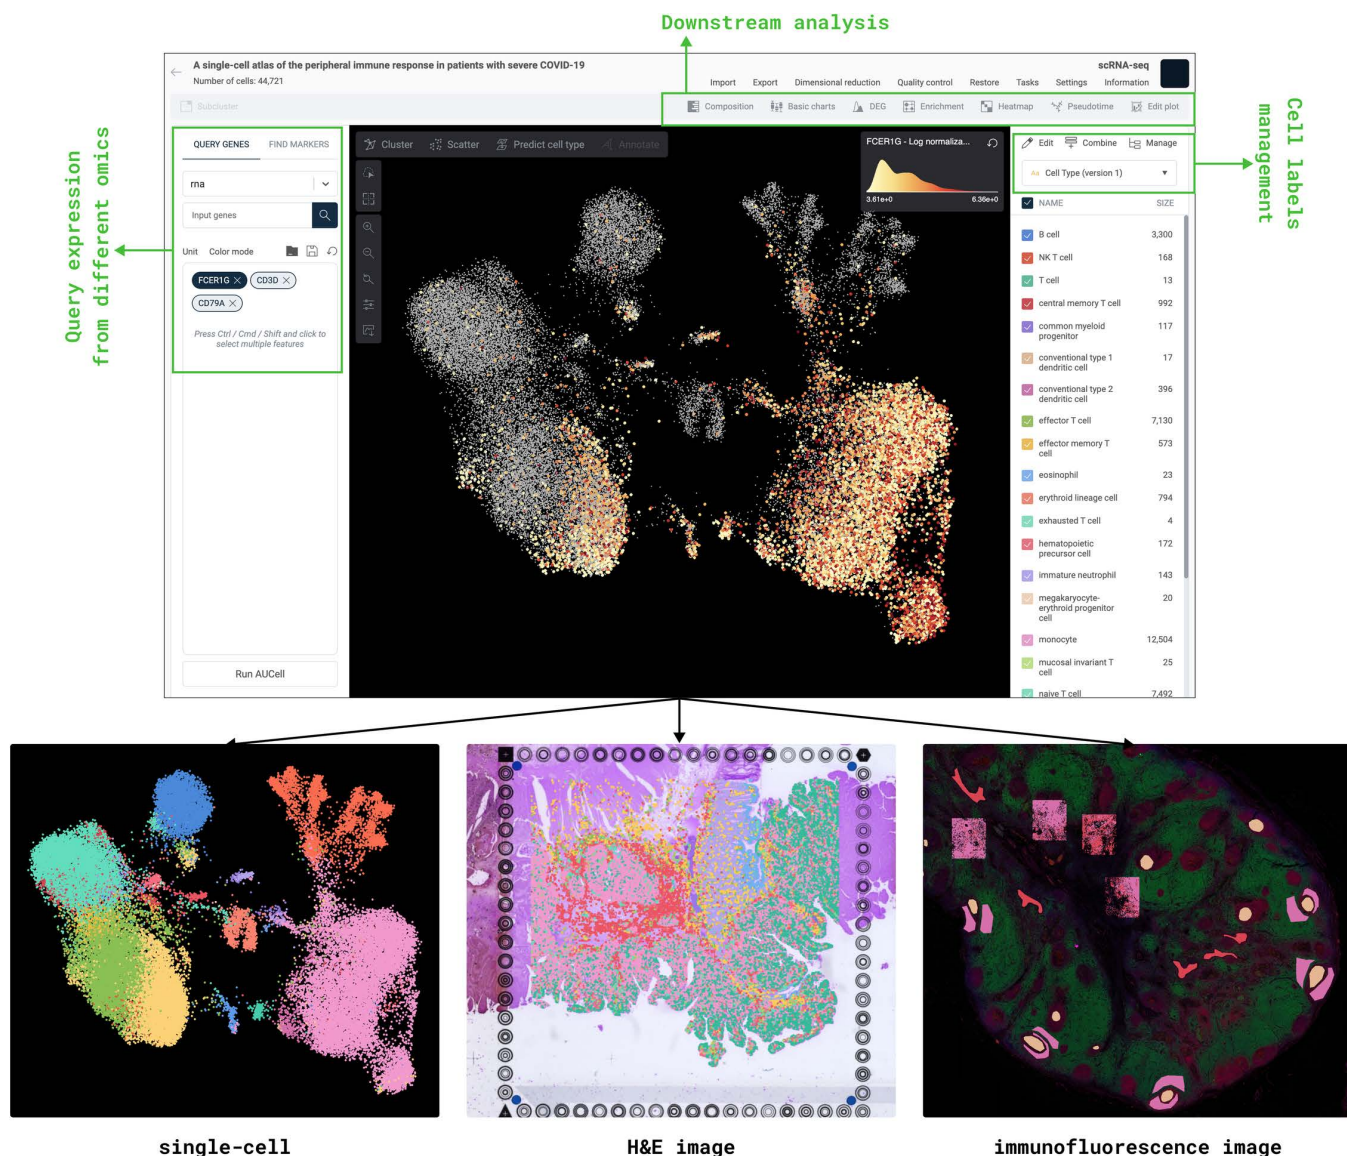 Downstream analysis
A single-cell atlas of the peripheral immune response in patients with severe COVID-19
scRNA-seq
Number of cells: 44,721
Import Export Dimensional reduction Quality control Restore Tasks Settings Information
Subcluster
Composition Basic charts DEG Enrichment Heatmap Pseudotime Edit plot
Query expression
from different omics
QUERY GENES FIND MARKERS
rna
Input genes
Unit Color mode
FCER1G CD3D
CD79A
Press Ctrl / Cmd / Shift and click to
select multiple features
Run AUCell
Cluster Scatter Predict cell type Annotate
FCER1G - Log normaliza...
3.61e+0 6.36e+0
Edit Combine Manage
Aa Cell Type (version 1)
Cell labels
management
NAME SIZE
B cell 3,300
NK T cell 168
T cell 13
central memory T cell 992
common myeloid 117
progenitor
conventional type 1 17
dendritic cell
conventional type 2 396
dendritic cell
effector T cell 7,130
effector memory T 573
cell
eosinophil 23
erythroid lineage cell 794
exhausted T cell 4
hematopoietic 172
precursor cell
immature neutrophil 143
megakaryocyte- 20
erythroid progenitor
cell
monocyte 12,504
mucosal invariant T 25
cell
naive T cell 7,492
single-cell
H&E image
immunofluorescence image